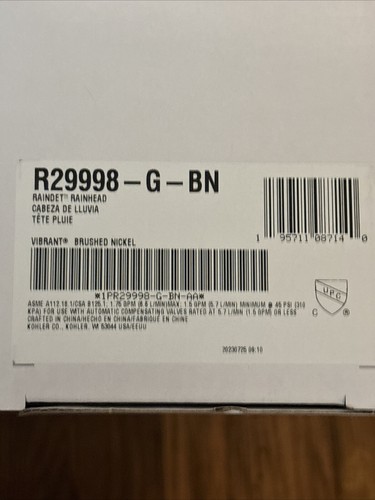 R29998-G-BN
RAINDET™ RAINHEAD
CABEZA DE LLUVIA
TÊTE PLUIE
1 95711 08714 0
VIBRANT® BRUSHED NICKEL
*1PR29998-G-BN-AA*
UPC
C ®
ASME A112.18.1/CSA B125.1, 1.75 GPM (6.6 L/MIN)MAX. 1.5 GPM (5.7 L/MIN) MINIMUM @ 45 PSI (310
KPA) FOR USE WITH AUTOMATIC COMPENSATING VALVES RATED AT 5.7 L/MIN (1.5 GPM) OR LESS
CRAFTED IN CHINA/HECHO EN CHINA/FABRIQUÉ EN CHINE
KOHLER CO., KOHLER, WI 53044 USA/EEUU
20230725 09:10